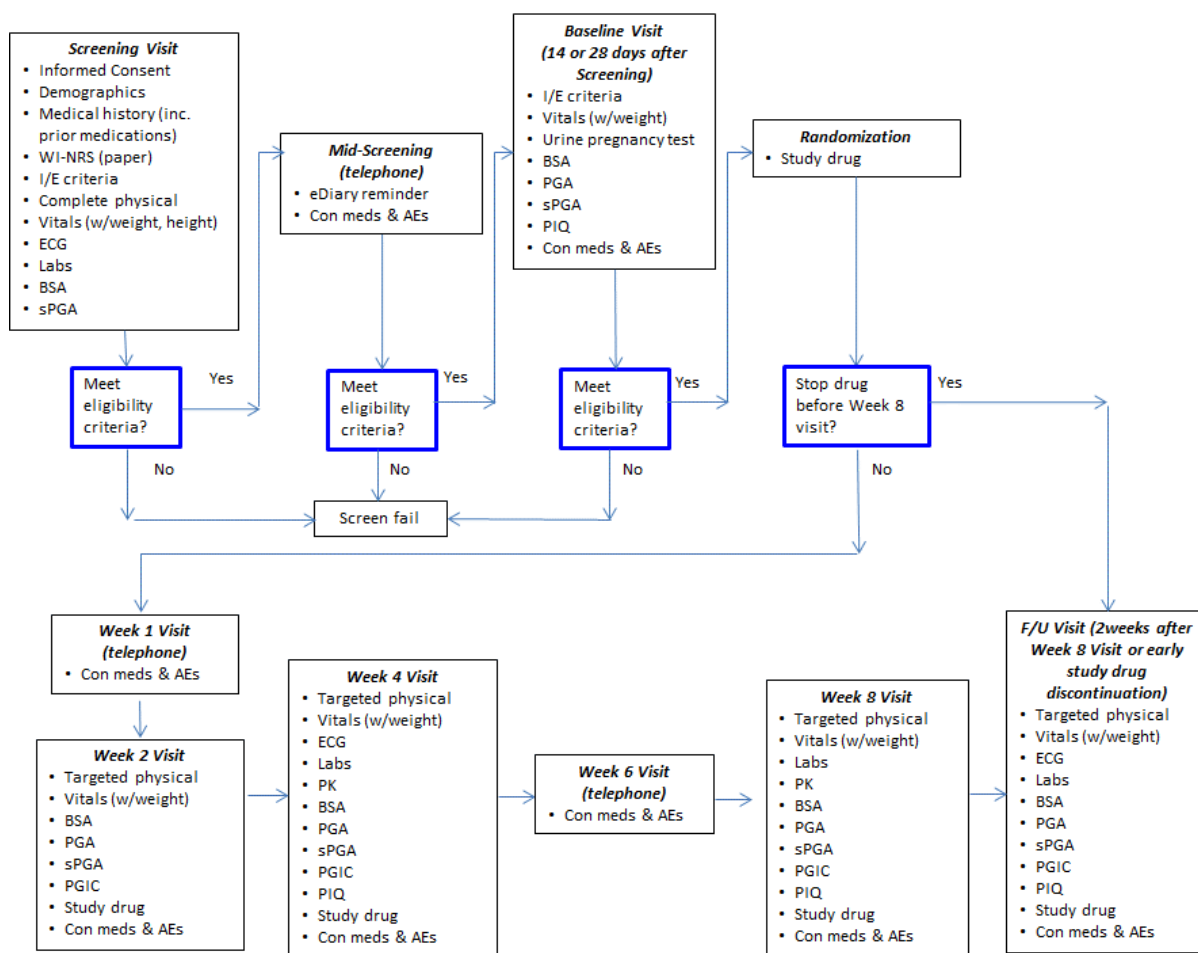 Screening Visit
• Informed Consent
• Demographics
• Medical history (inc.
prior medications)
• WI-NRS (paper)
• I/E criteria
• Complete physical
• Vitals (w/weight, height)
• ECG
• Labs
• BSA
• sPGA
Mid-Screening
(telephone)
• eDiary reminder
• Con meds & AEs
Baseline Visit
(14 or 28 days after
Screening)
• I/E criteria
• Vitals (w/weight)
• Urine pregnancy test
• BSA
• PGA
• sPGA
• PIQ
• Con meds & AEs
Randomization
• Study drug
Meet
eligibility
criteria?
Yes
No
Meet
eligibility
criteria?
Yes
No
Meet
eligibility
criteria?
Yes
No
Stop drug
before Week 8
visit?
Yes
No
Screen fail
Week 1 Visit
(telephone)
• Con meds & AEs
Week 2 Visit
• Targeted physical
• Vitals (w/weight)
• BSA
• PGA
• sPGA
• PGIC
• Study drug
• Con meds & AEs
Week 4 Visit
• Targeted physical
• Vitals (w/weight)
• ECG
• Labs
• PK
• BSA
• PGA
• sPGA
• PGIC
• PIQ
• Study drug
• Con meds & AEs
Week 6 Visit
(telephone)
• Con meds & AEs
Week 8 Visit
• Targeted physical
• Vitals (w/weight)
• Labs
• PK
• BSA
• PGA
• sPGA
• PGIC
• PIQ
• Study drug
• Con meds & AEs
F/U Visit (2weeks after
Week 8 Visit or early
study drug
discontinuation)
• Targeted physical
• Vitals (w/weight)
• ECG
• Labs
• BSA
• PGA
• sPGA
• PGIC
• PIQ
• Study drug
• Con meds & AEs